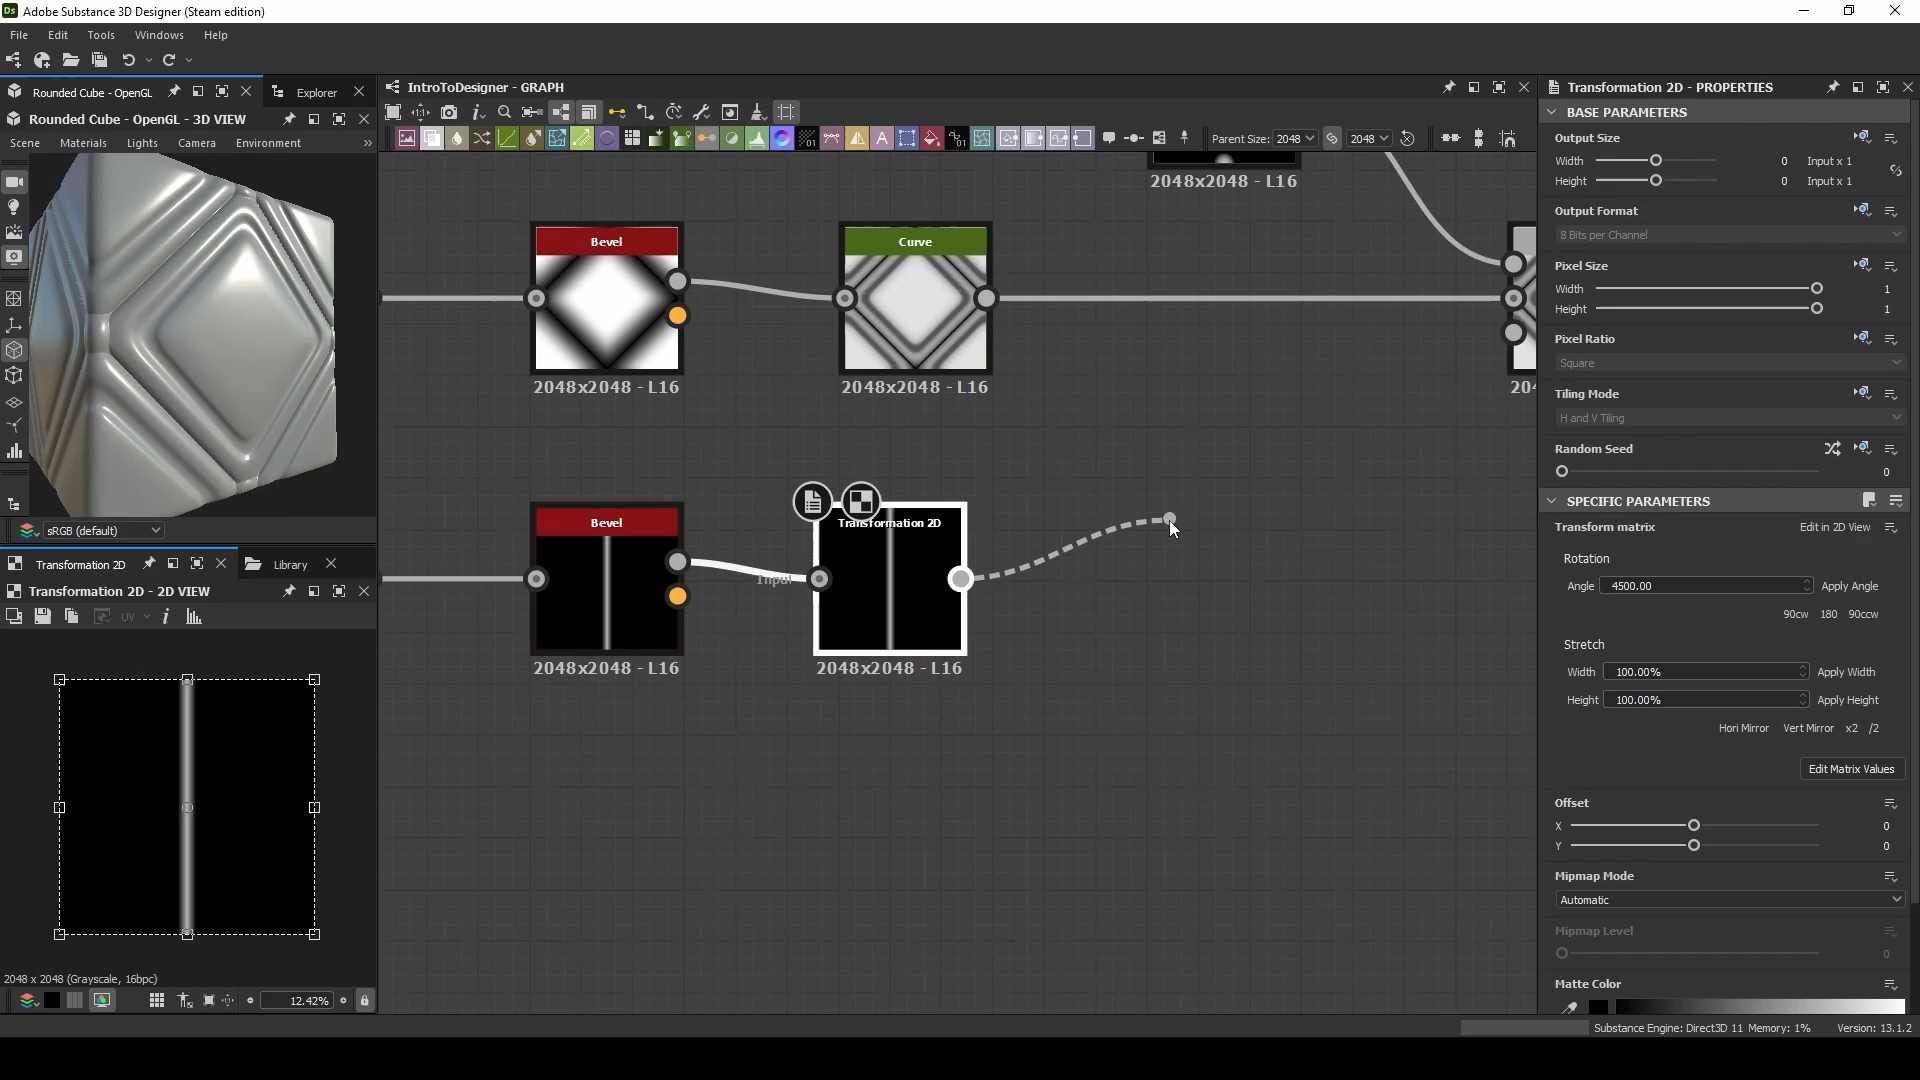 Ds Adobe Substance 3D Designer (Steam edition)
File Edit Tools Windows Help
Rounded Cube - OpenGL
Explorer
Rounded Cube - OpenGL - 3D VIEW
Scene Materials Lights Camera Environment »
sRGB (default)
Transformation 2D
Library
Transformation 2D - 2D VIEW
UV
2048 x 2048 (Grayscale, 16bpc)
12.42%
IntroToDesigner - GRAPH
Parent Size: 2048 2048
2048x2048 - L16
Bevel
2048x2048 - L16
Curve
2048x2048 - L16
204
Bevel
2048x2048 - L16
Input
Transformation 2D
2048x2048 - L16
Transformation 2D - PROPERTIES
BASE PARAMETERS
Output Size
Width 0 Input x 1
Height 0 Input x 1
Output Format
8 Bits per Channel
Pixel Size
Width 1
Height 1
Pixel Ratio
Square
Tiling Mode
H and V Tiling
Random Seed
0
SPECIFIC PARAMETERS
Transform matrix Edit in 2D View
Rotation
Angle 4500.00 Apply Angle
90cw 180 90ccw
Stretch
Width 100.00% Apply Width
Height 100.00% Apply Height
Hori Mirror Vert Mirror x2 /2
Edit Matrix Values
Offset
X 0
Y 0
Mipmap Mode
Automatic
Mipmap Level
0
Matte Color
Substance Engine: Direct3D 11 Memory: 1% Version: 13.1.2